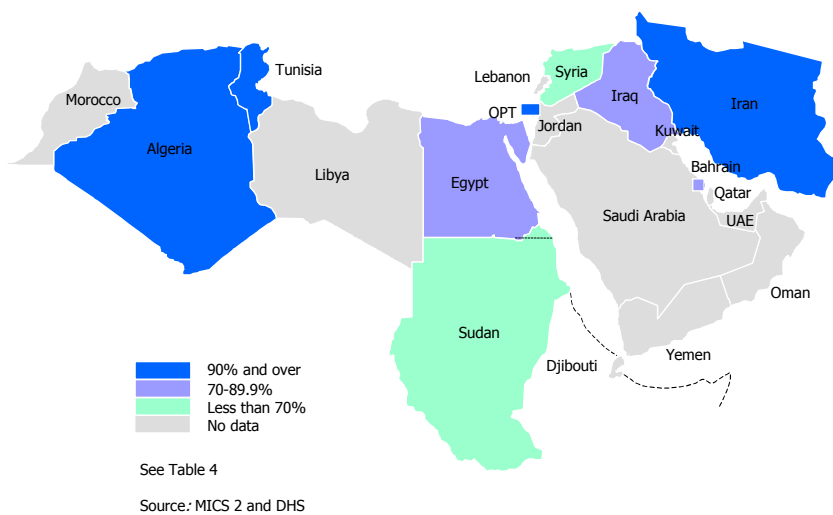 Tunisia
Lebanon
Syria
Morocco
Iraq
Iran
OPT
Jordan
Kuwait
Algeria
Bahrain
Libya
Egypt
Qatar
Saudi Arabia
UAE
Oman
Sudan
Yemen
Djibouti
90% and over
70-89.9%
Less than 70%
No data
See Table 4
Source: MICS 2 and DHS